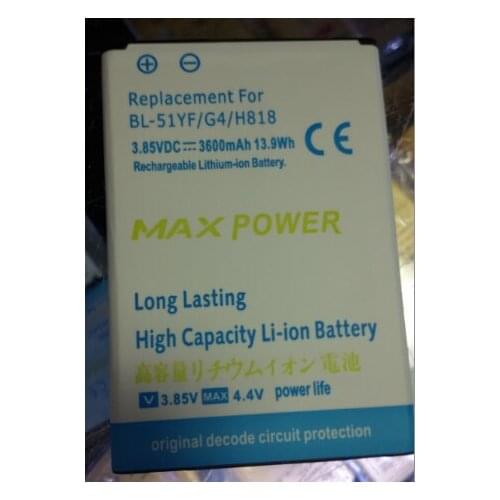 Replacement For
BL-51YF/G4/H818
3.85VDC 3600mAh 13.9Wh
Rechargeable Lithium-ion Battery.
CE
MAX POWER
Long Lasting
High Capacity Li-ion Battery
高容量リチウムイオン電池
V 3.85V MAX 4.4V power life
original decode circuit protection